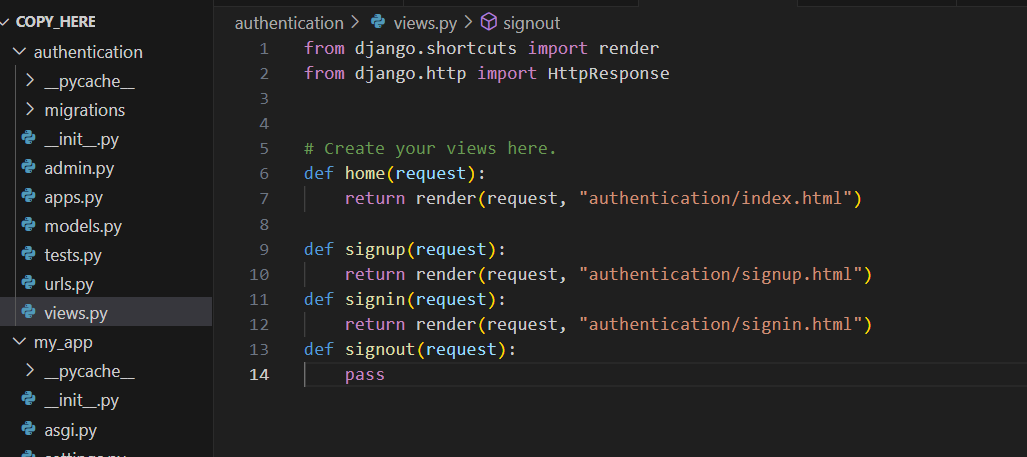 COPY_HERE
authentication
__pycache__
migrations
__init__.py
admin.py
apps.py
models.py
tests.py
urls.py
views.py
my_app
__pycache__
__init__.py
asgi.py
settings.py
authentication > views.py > signout
1 from django.shortcuts import render
2 from django.http import HttpResponse
3
4
5 # Create your views here.
6 def home(request):
7 return render(request, "authentication/index.html")
8
9 def signup(request):
10 return render(request, "authentication/signup.html")
11 def signin(request):
12 return render(request, "authentication/signin.html")
13 def signout(request):
14 pass